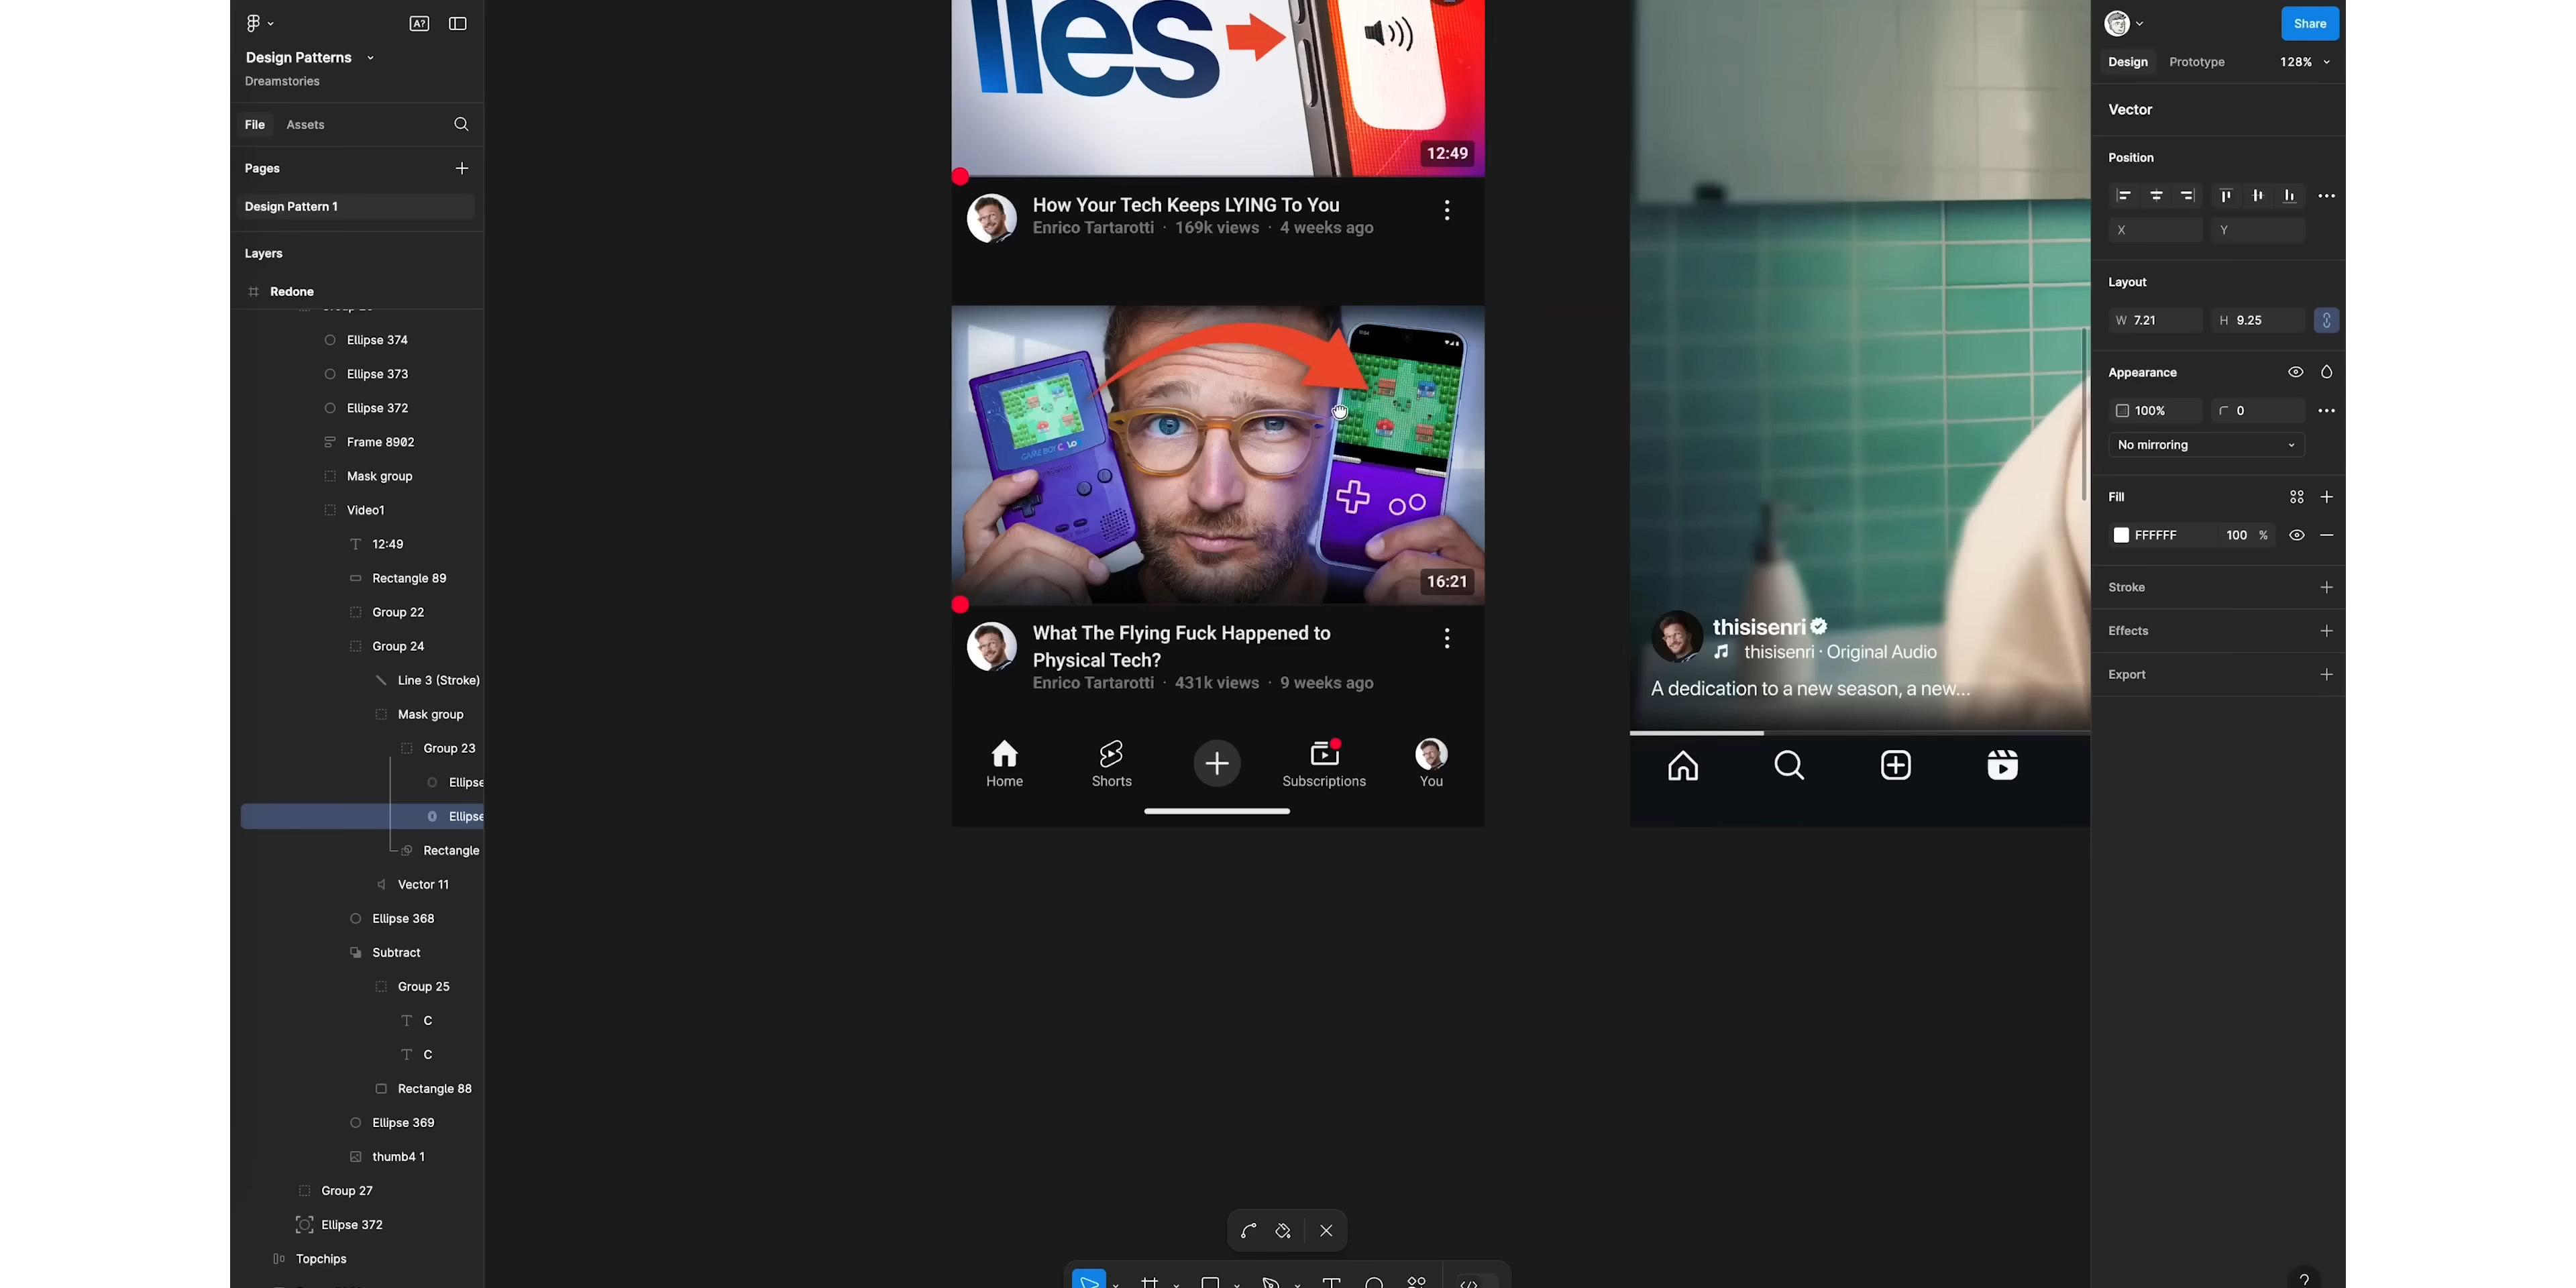 A?
Design Patterns
Dreamstories
File
Assets
Pages
Design Pattern 1
Layers
Redone
Ellipse 374
Ellipse 373
Ellipse 372
Frame 8902
Mask group
Video1
12:49
Rectangle 89
Group 22
Group 24
Line 3 (Stroke)
Mask group
Group 23
Ellipse
Ellipse
Rectangle
Vector 11
Ellipse 368
Subtract
Group 25
C
C
Rectangle 88
Ellipse 369
thumb4 1
Group 27
Ellipse 372
Topchips
lies
12:49
How Your Tech Keeps LYING To You
Enrico Tartarotti · 169k views · 4 weeks ago
GAME BOY COLOR
16:21
What The Flying Fuck Happened to
Physical Tech?
Enrico Tartarotti · 431k views · 9 weeks ago
Home
Shorts
Subscriptions
You
thisisenri
thisisenri · Original Audio
A dedication to a new season, a new...
Share
Design
Prototype
128%
Vector
Position
X
Y
Layout
W 7.21
H 9.25
Appearance
100%
0
No mirroring
Fill
FFFFFF
100 %
Stroke
Effects
Export
?